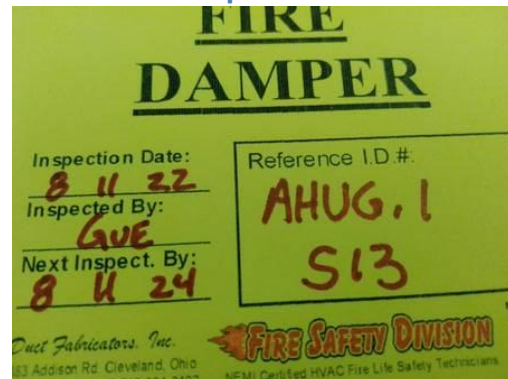 FIRE
DAMPER
Inspection Date:
8 11 22
Inspected By:
GUE
Next Inspect. By:
8 11 24
Reference I.D.#:
AHUG.1
S13
Duct Fabricators, Inc.
Addison Rd. Cleveland, Ohio
FIRE SAFETY DIVISION
NEMI Certified HVAC Fire Life Safety Technicians